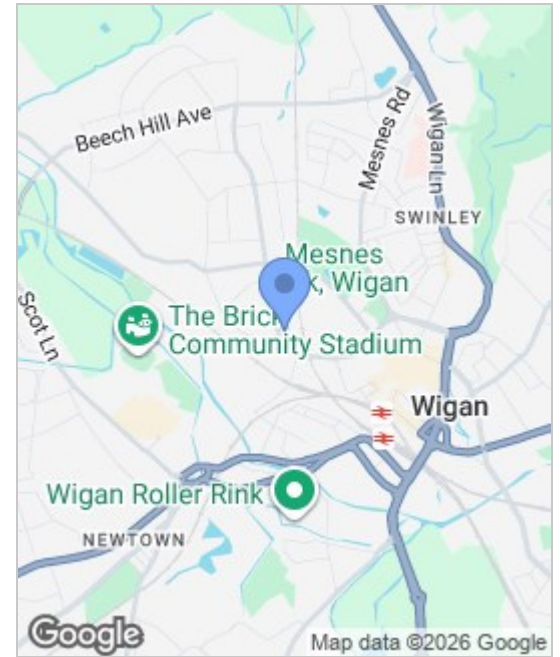 Beech Hill Ave
Mesnes Rd
Wigan Ln
SWINLEY
Mesnes
k, Wigan
Scot Ln
The Brick
Community Stadium
Wigan
Wigan Roller Rink
NEWTOWN
Google
Map data ©2026 Google